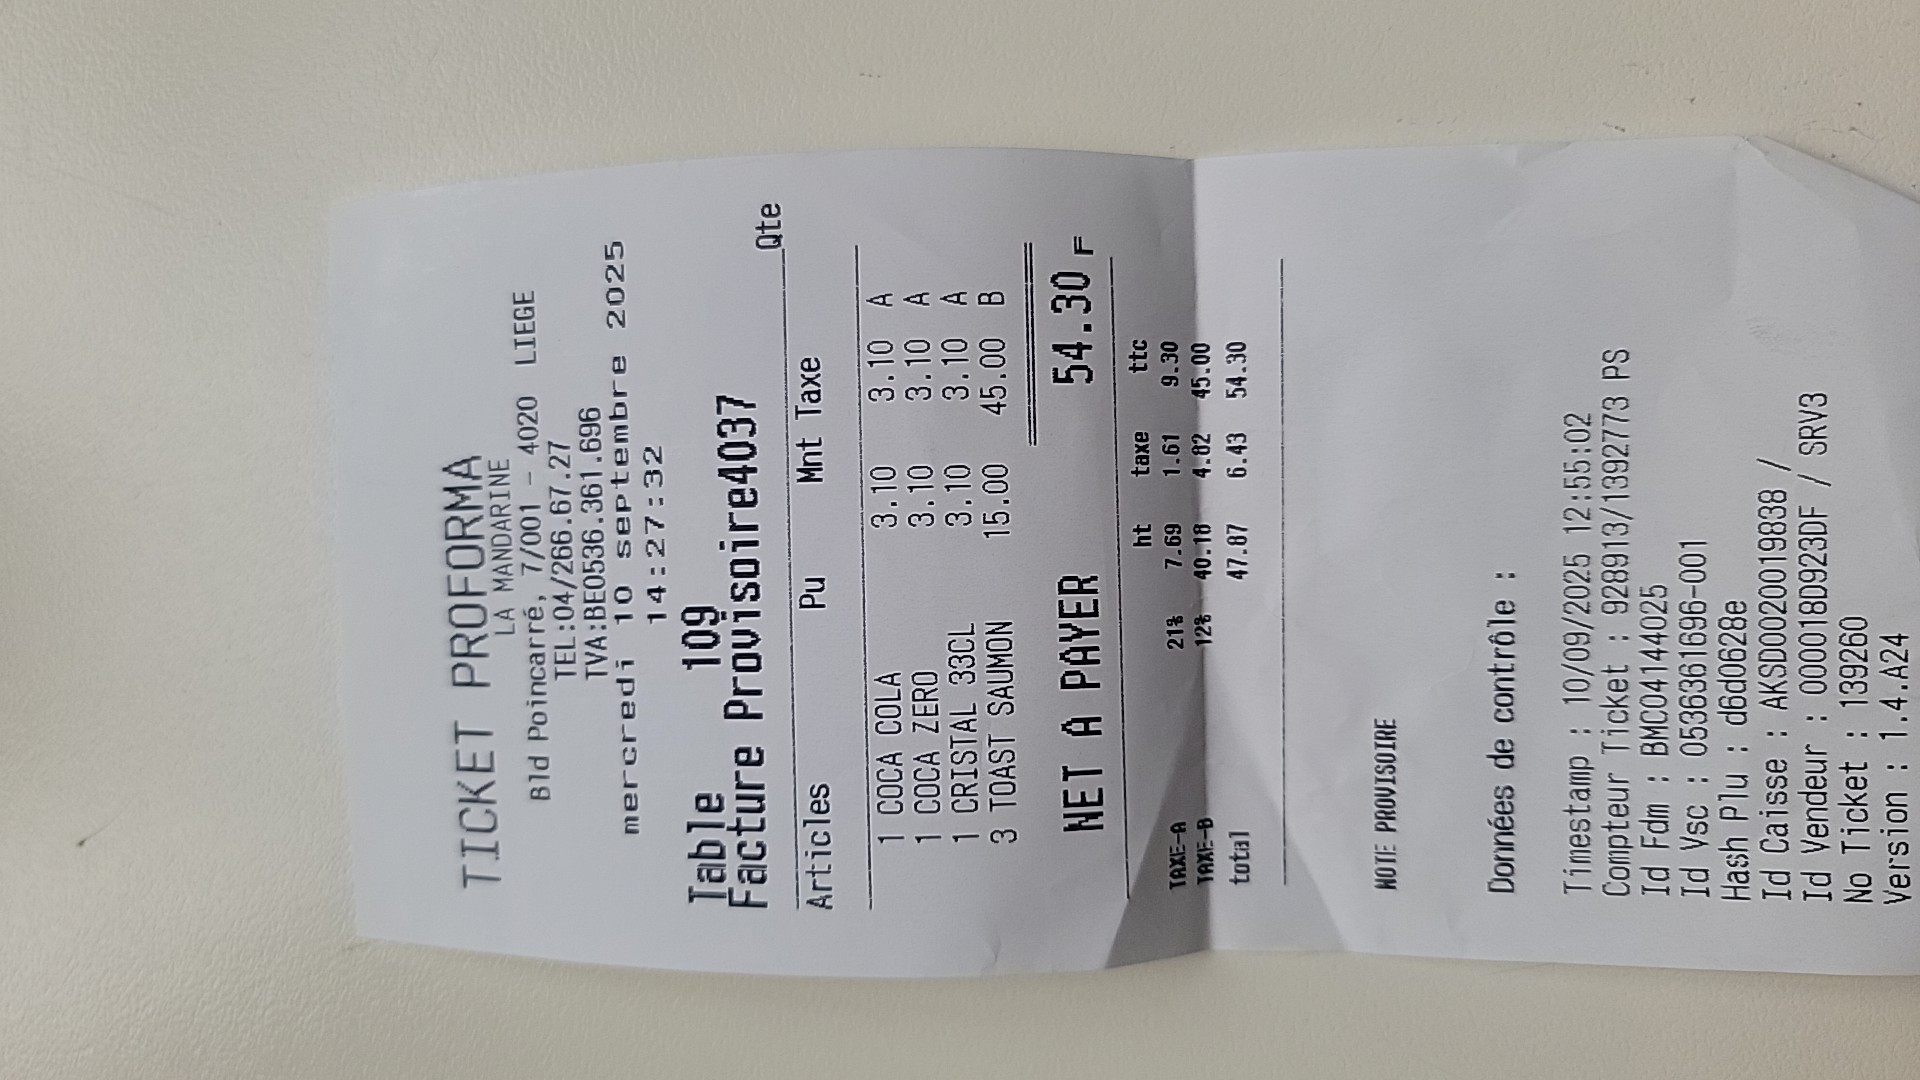 TICKET PROFORMA
LA MANDARINE
Bld Poincarré, 7/001 - 4020 LIEGE
TEL:04/266.67.27
TVA:BE0536.361.696
mercredi 10 septembre 2025
14:27:32
Table 109
Facture Provisoire4037
Qte
Articles Pu Mnt Taxe
1 COCA COLA 3.10 3.10 A
1 COCA ZERO 3.10 3.10 A
1 CRISTAL 33CL 3.10 3.10 A
3 TOAST SAUMON 15.00 45.00 B
NET A PAYER 54.30 F
ht taxe ttc
TAXE-A 21% 7.69 1.61 9.30
TAXE-B 12% 40.18 4.82 45.00
total 47.87 6.43 54.30
NOTE PROVISOIRE
Données de contrôle :
Timestamp : 10/09/2025 12:55:02
Compteur Ticket : 928913/1392773 PS
Id Fdm : BMC04144025
Id Vsc : 0536361696-001
Hash Plu : d6d0628e
Id Caisse : AKSD0020019838 /
Id Vendeur : 000018D923DF / SRV3
No Ticket : 139260
Version : 1.4.A24